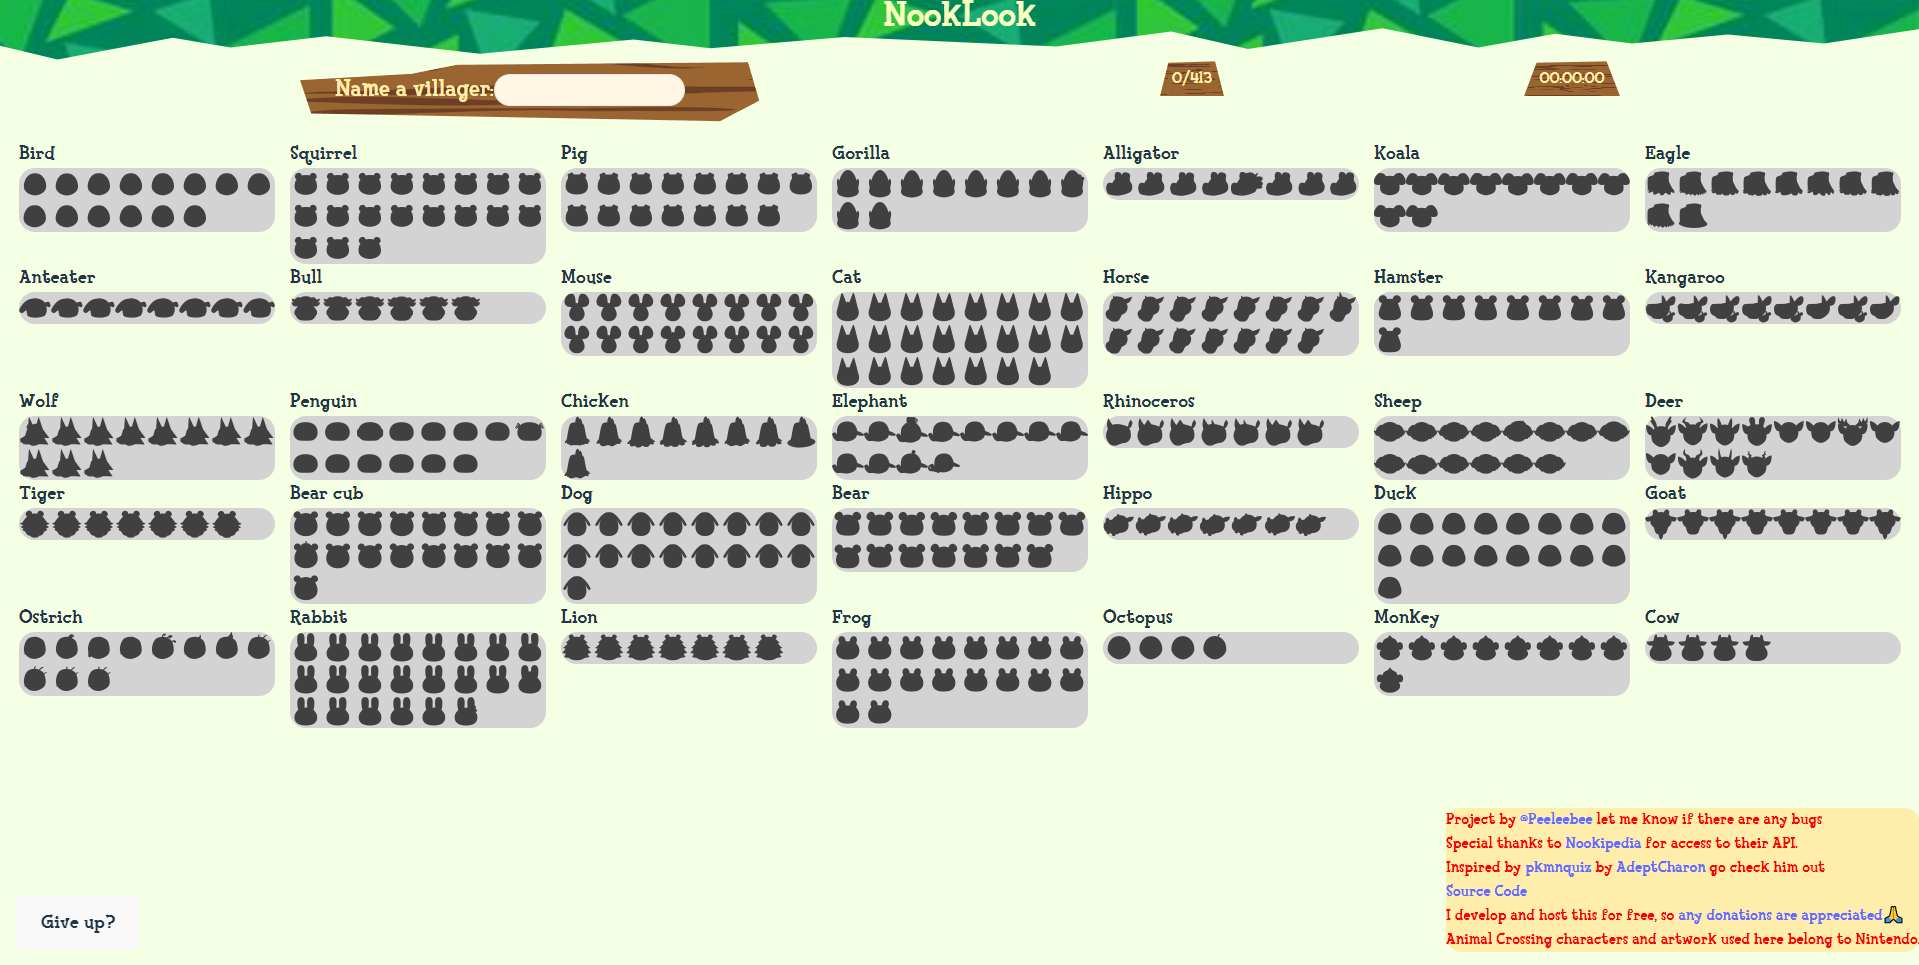 NookLook
Name a villager:
0/413
00:00:00
Bird
Squirrel
Pig
Gorilla
Alligator
Koala
Eagle
Anteater
Bull
Mouse
Cat
Horse
Hamster
Kangaroo
Wolf
Penguin
Chicken
Elephant
Rhinoceros
Sheep
Deer
Tiger
Bear cub
Dog
Bear
Hippo
Duck
Goat
Ostrich
Rabbit
Lion
Frog
Octopus
Monkey
Cow
Project by @Peeleebee let me know if there are any bugs
Special thanks to Nookipedia for access to their API.
Inspired by pkmnquiz by AdeptCharon go check him out
Source Code
I develop and host this for free, so any donations are appreciated🙏
Animal Crossing characters and artwork used here belong to Nintendo.
Give up?